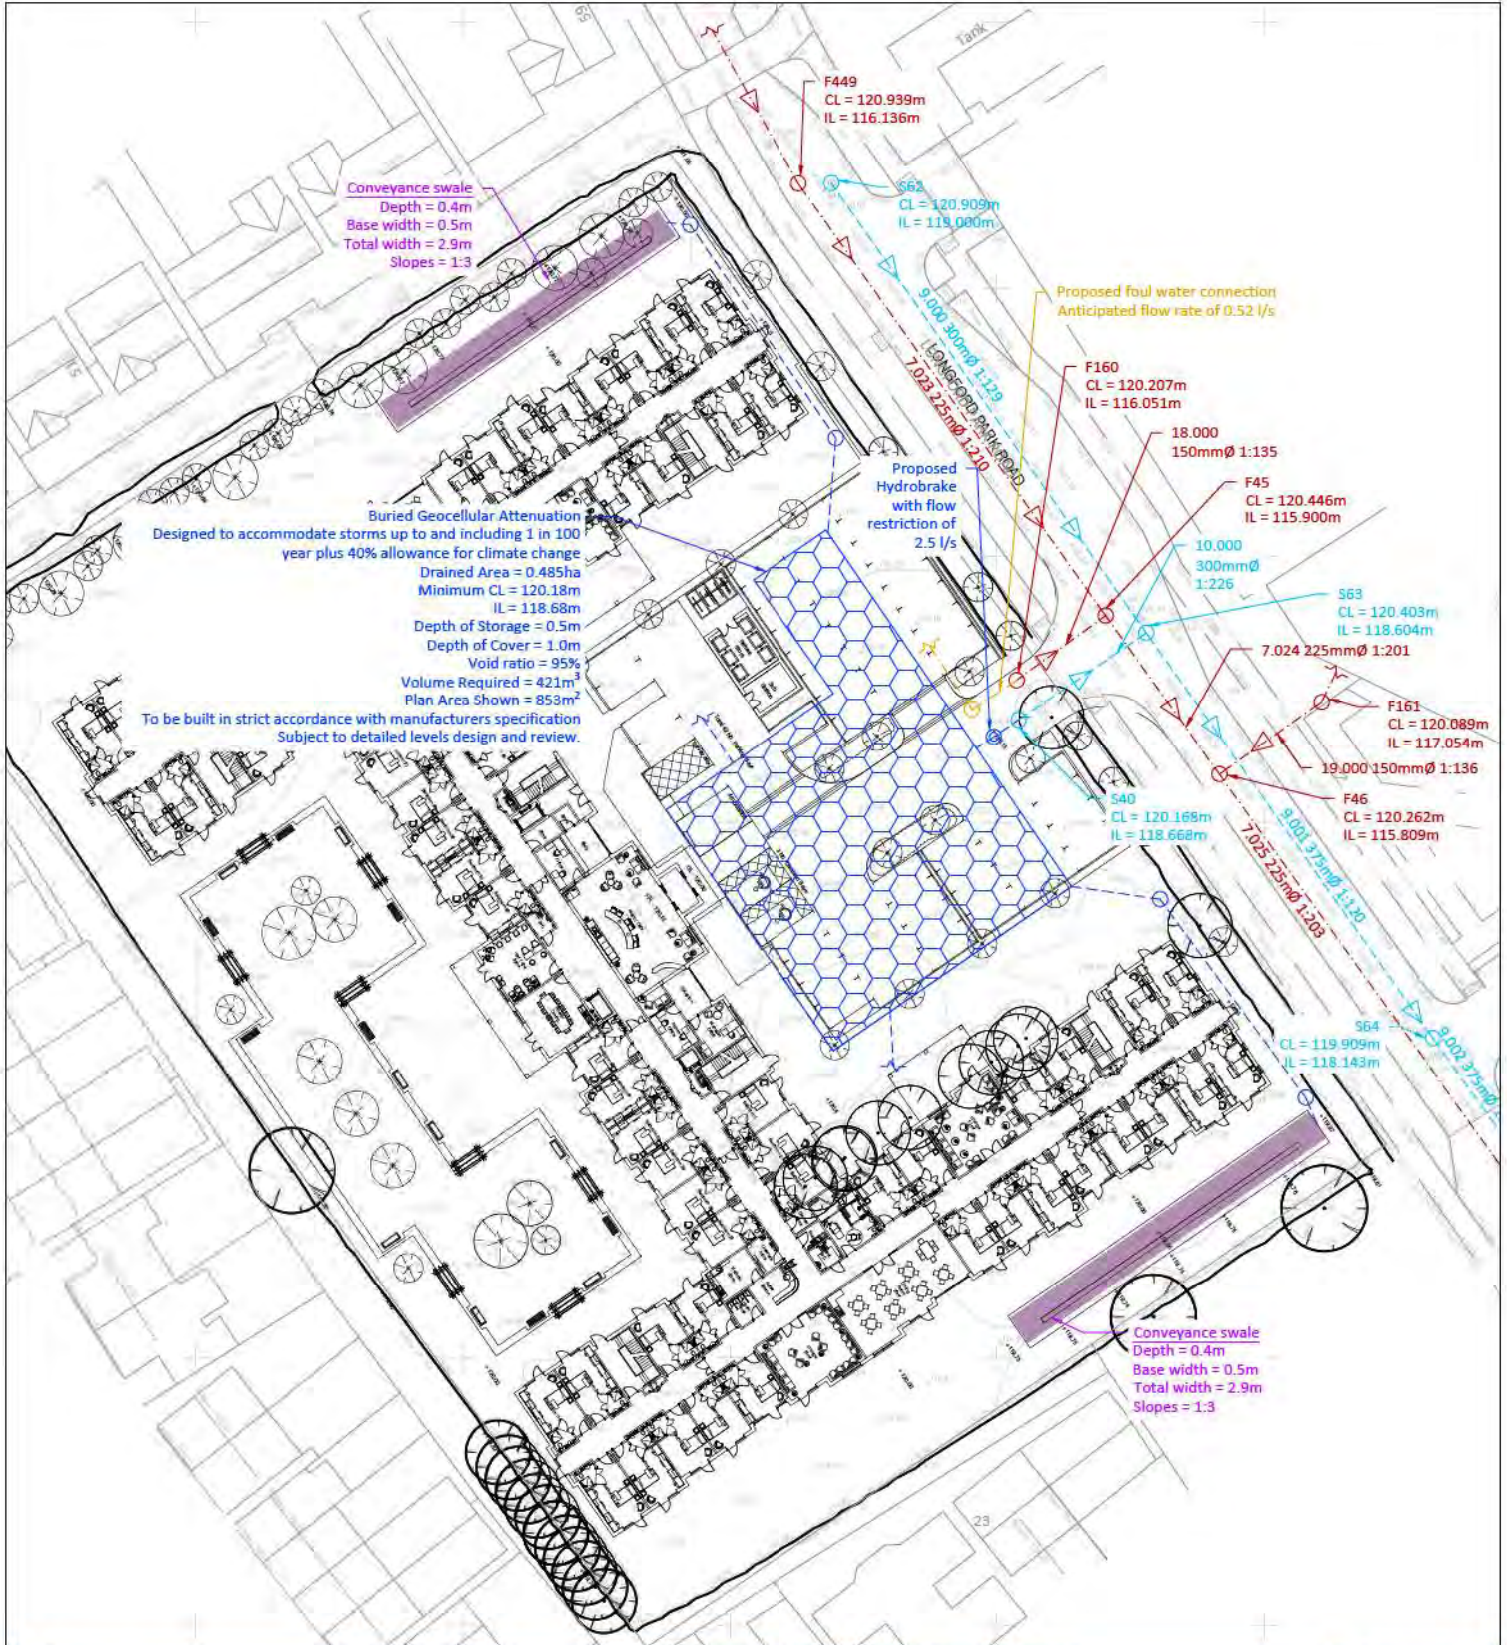 59
Tank
F449
CL = 120.939m
IL = 116.136m
Conveyance swale
Depth = 0.4m
Base width = 0.5m
Total width = 2.9m
Slopes = 1:3
S62
CL = 120.909m
IL = 119.000m
9.000 300mØ 1:129
Proposed foul water connection
Anticipated flow rate of 0.52 l/s
LONGFORD PARK ROAD
7.023 225mØ 1:210
F160
CL = 120.207m
IL = 116.051m
51
18.000
150mmØ 1:135
Proposed
Hydrobrake
with flow
restriction of
2.5 l/s
F45
CL = 120.446m
IL = 115.900m
Buried Geocellular Attenuation
Designed to accommodate storms up to and including 1 in 100
year plus 40% allowance for climate change
Drained Area = 0.485ha
Minimum CL = 120.18m
IL = 118.68m
Depth of Storage = 0.5m
Depth of Cover = 1.0m
Void ratio = 95%
Volume Required = 421m³
Plan Area Shown = 853m²
To be built in strict accordance with manufacturers specification
Subject to detailed levels design and review.
10.000
300mmØ
1:226
S63
CL = 120.403m
IL = 118.604m
7.024 225mmØ 1:201
F161
CL = 120.089m
IL = 117.054m
19.000 150mmØ 1:136
S40
CL = 120.168m
IL = 118.668m
F46
CL = 120.262m
IL = 115.809m
9.001 375mØ 1:120
7.025 225mØ 1:203
S64
CL = 119.909m
IL = 118.143m
9.002 375mØ
Conveyance swale
Depth = 0.4m
Base width = 0.5m
Total width = 2.9m
Slopes = 1:3
23